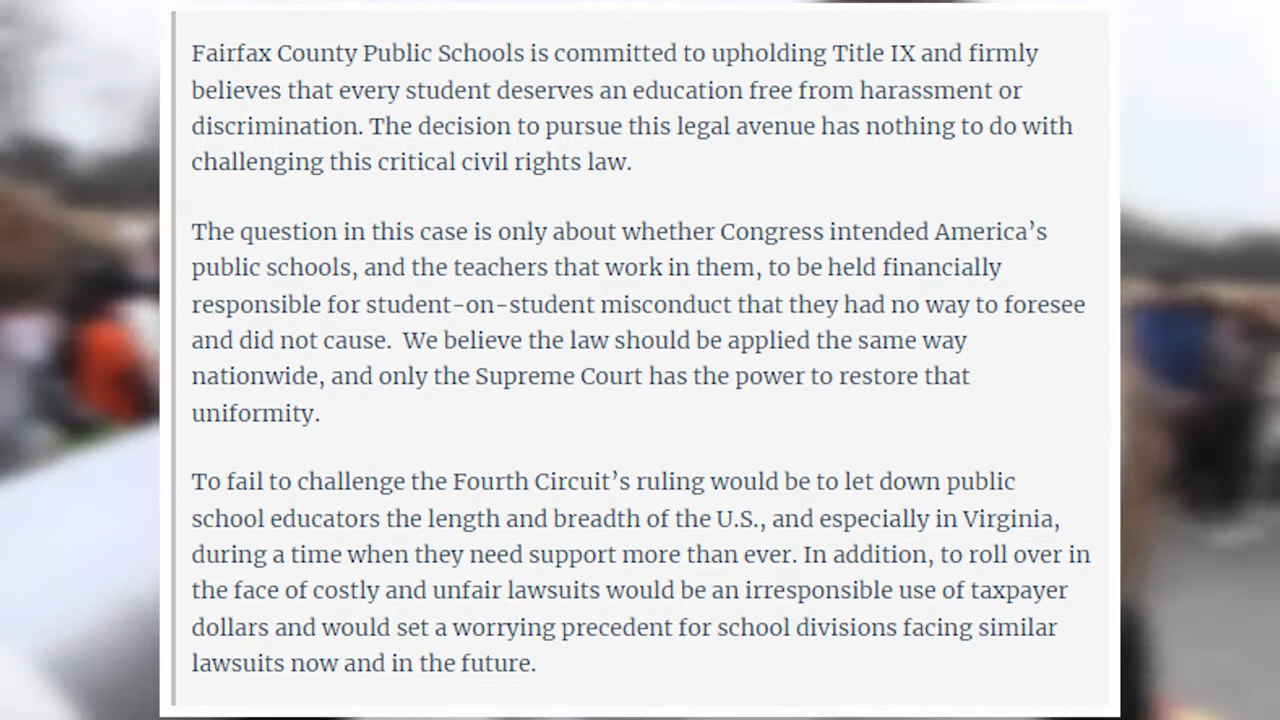 Fairfax County Public Schools is committed to upholding Title IX and firmly
believes that every student deserves an education free from harassment or
discrimination. The decision to pursue this legal avenue has nothing to do with
challenging this critical civil rights law.
The question in this case is only about whether Congress intended America’s
public schools, and the teachers that work in them, to be held financially
responsible for student-on-student misconduct that they had no way to foresee
and did not cause.  We believe the law should be applied the same way
nationwide, and only the Supreme Court has the power to restore that
uniformity.
To fail to challenge the Fourth Circuit’s ruling would be to let down public
school educators the length and breadth of the U.S., and especially in Virginia,
during a time when they need support more than ever. In addition, to roll over in
the face of costly and unfair lawsuits would be an irresponsible use of taxpayer
dollars and would set a worrying precedent for school divisions facing similar
lawsuits now and in the future.